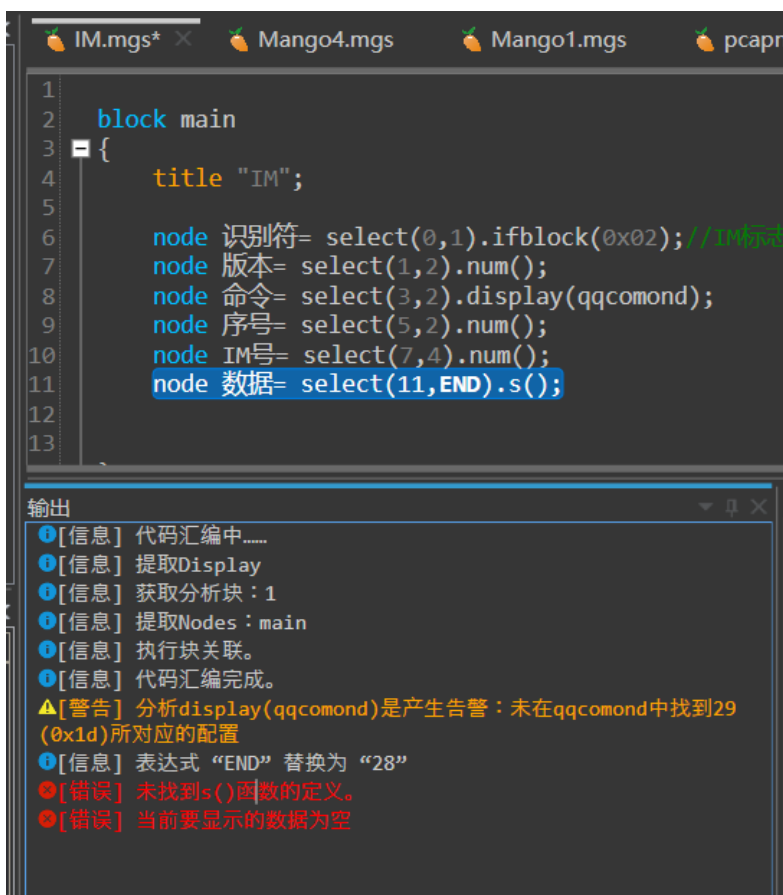 IM.mgs* Mango4.mgs Mango1.mgs pcapr
1
2 block main
3 {
4 title "IM";
5
6 node 识别符= select(0,1).ifblock(0x02);//IM标志
7 node 版本= select(1,2).num();
8 node 命令= select(3,2).display(qqcomond);
9 node 序号= select(5,2).num();
10 node IM号= select(7,4).num();
11 node 数据= select(11,END).s();
12
13
输出
[信息] 代码汇编中……
[信息] 提取Display
[信息] 获取分析块：1
[信息] 提取Nodes：main
[信息] 执行块关联。
[信息] 代码汇编完成。
[警告] 分析display(qqcomond)是产生告警：未在qqcomond中找到29
(0x1d)所对应的配置
[信息] 表达式 “END” 替换为 “28”
[错误] 未找到s()函数的定义。
[错误] 当前要显示的数据为空